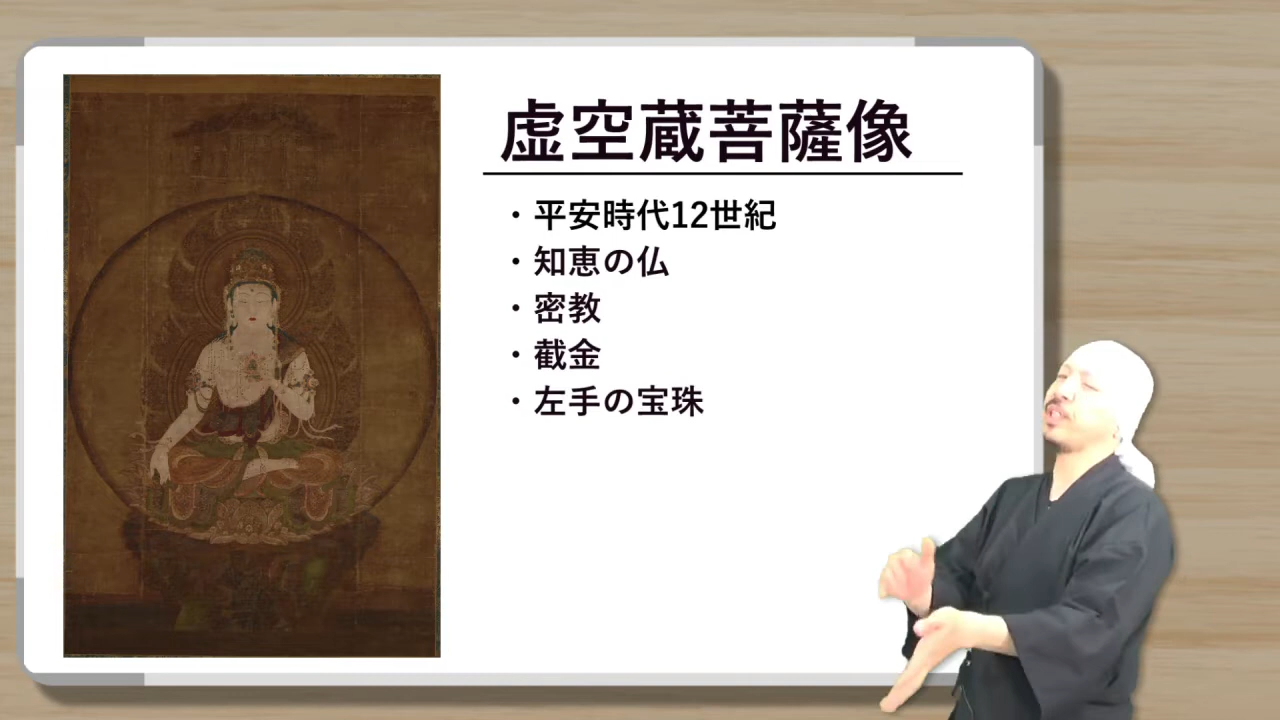 虚空蔵菩薩像
・平安時代12世紀
・知恵の仏
・密教
・截金
・左手の宝珠